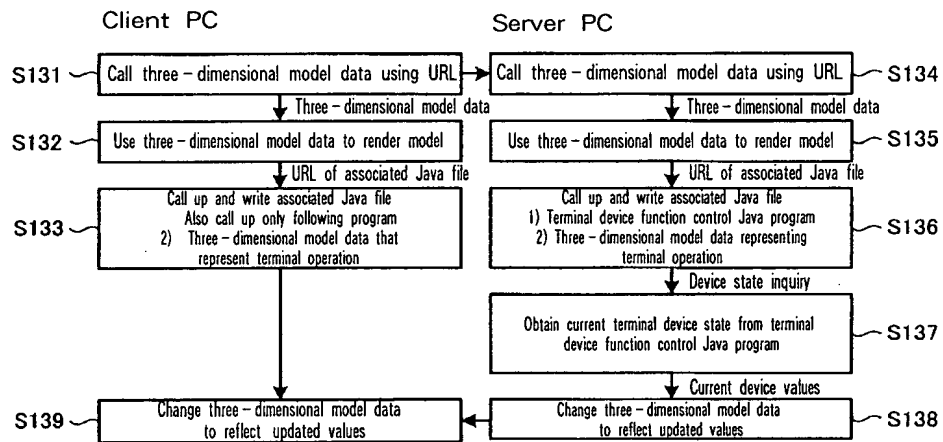 Client PC
Server PC
S131
Call three-dimensional model data using URL
Call three-dimensional model data using URL
S134
Three-dimensional model data
Three-dimensional model data
S132
Use three-dimensional model data to render model
Use three-dimensional model data to render model
S135
URL of associated Java file
URL of associated Java file
S133
Call up and write associated Java file
Also call up only following program
2) Three-dimensional model data that
represent terminal operation
Call up and write associated Java file
1) Terminal device function control Java program
2) Three-dimensional model data representing
terminal operation
S136
Device state inquiry
Obtain current terminal device state from terminal
device function control Java program
S137
Current device values
S139
Change three-dimensional model data
to reflect updated values
Change three-dimensional model data
to reflect updated values
S138